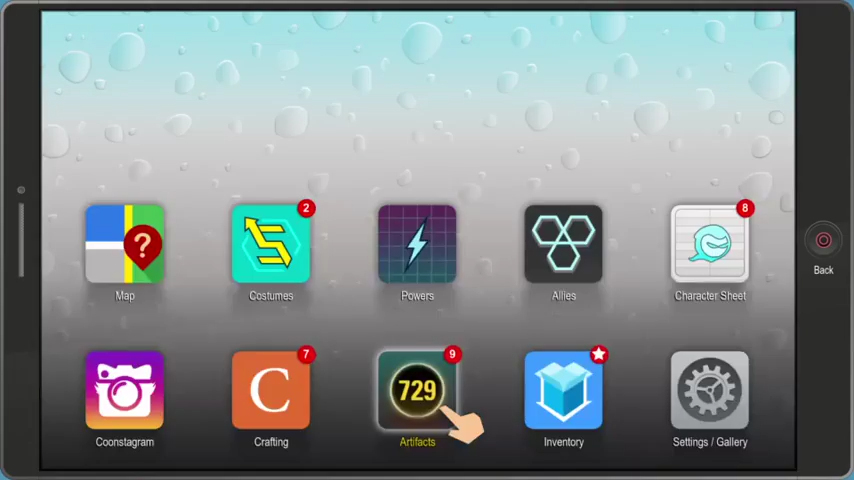 2
8
?
Map
Costumes
Powers
Allies
Character Sheet
Back
7
9
C
729
Coonstagram
Crafting
Artifacts
Inventory
Settings / Gallery